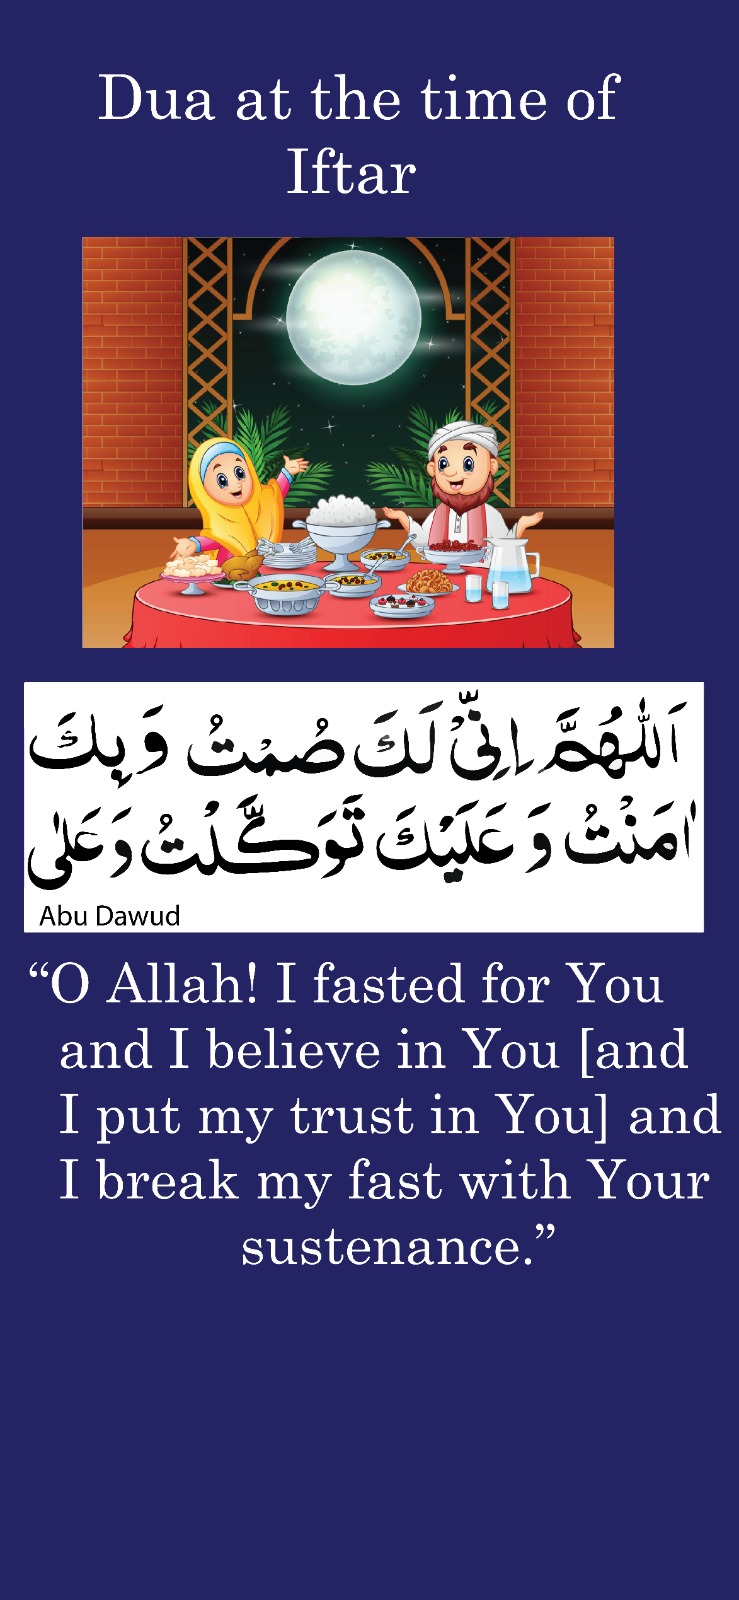 Dua at the time of
Iftar
اَللّٰهُمَّ اِنِّىْ لَكَ صُمْتُ وَبِكَ
اٰمَنْتُ وَعَلَيْكَ تَوَكَّلْتُ وَعَلٰى
Abu Dawud
“O Allah! I fasted for You
and I believe in You [and
I put my trust in You] and
I break my fast with Your
sustenance.”